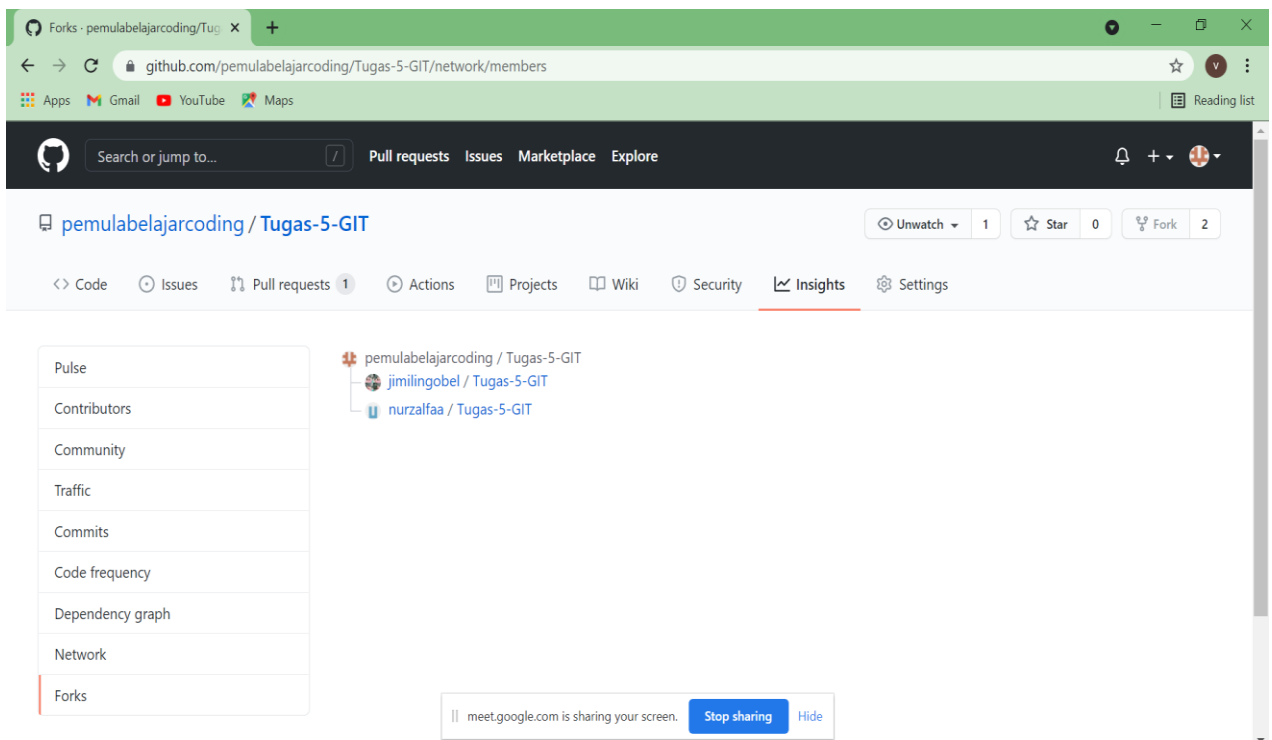 Forks · pemulabelajarcoding/Tug
github.com/pemulabelajarcoding/Tugas-5-GIT/network/members
V
Apps Gmail YouTube Maps Reading list
Search or jump to... / Pull requests Issues Marketplace Explore
pemulabelajarcoding / Tugas-5-GIT Unwatch 1 Star 0 Fork 2
<> Code Issues Pull requests 1 Actions Projects Wiki Security Insights Settings
Pulse
Contributors
Community
Traffic
Commits
Code frequency
Dependency graph
Network
Forks
pemulabelajarcoding / Tugas-5-GIT
jimilingobel / Tugas-5-GIT
nurzalfaa / Tugas-5-GIT
meet.google.com is sharing your screen. Stop sharing Hide